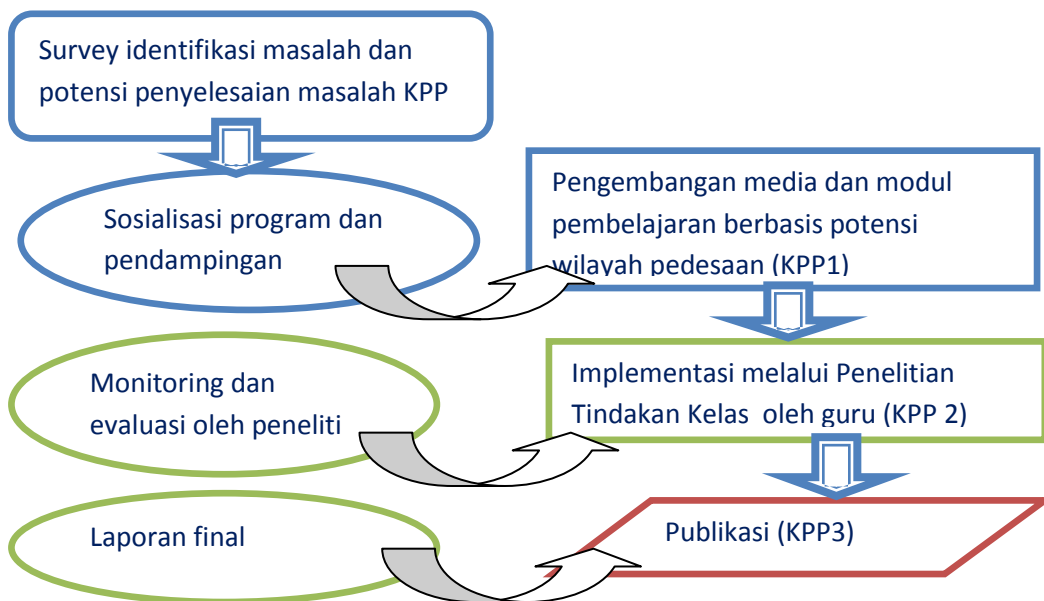 Survey identifikasi masalah dan
potensi penyelesaian masalah KPP
Sosialisasi program dan
pendampingan
Pengembangan media dan modul
pembelajaran berbasis potensi
wilayah pedesaan (KPP1)
Monitoring dan
evaluasi oleh peneliti
Implementasi melalui Penelitian
Tindakan Kelas oleh guru (KPP 2)
Laporan final
Publikasi (KPP3)